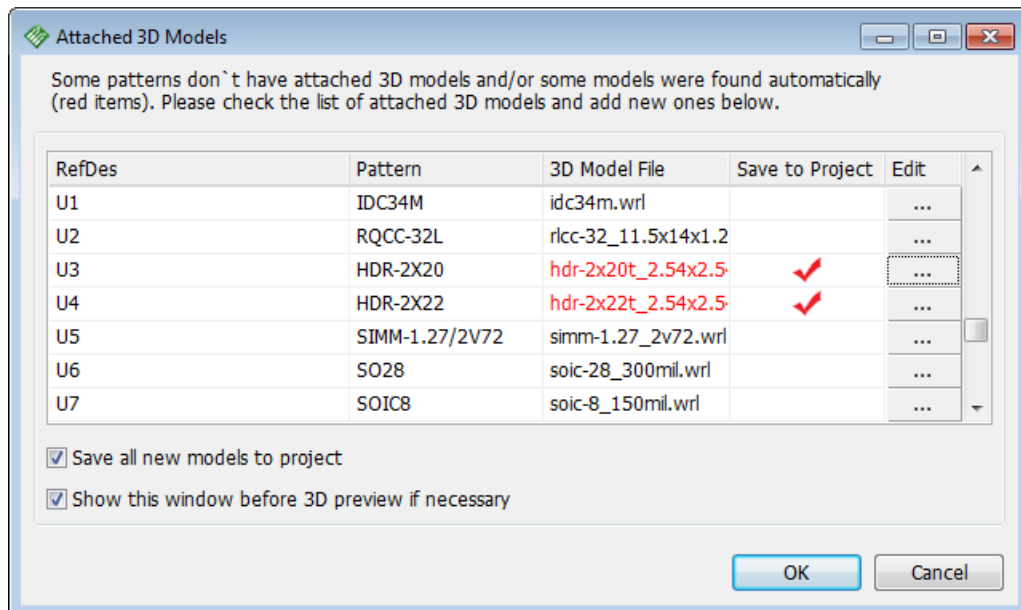 Attached 3D Models
Some patterns don`t have attached 3D models and/or some models were found automatically
(red items). Please check the list of attached 3D models and add new ones below.
RefDes Pattern 3D Model File Save to Project Edit
U1 IDC34M idc34m.wrl ...
U2 RQCC-32L rlcc-32_11.5x14x1.2 ...
U3 HDR-2X20 hdr-2x20t_2.54x2.5 ...
U4 HDR-2X22 hdr-2x22t_2.54x2.5 ...
U5 SIMM-1.27/2V72 simm-1.27_2v72.wrl ...
U6 SO28 soic-28_300mil.wrl ...
U7 SOIC8 soic-8_150mil.wrl ...
Save all new models to project
Show this window before 3D preview if necessary
OK Cancel